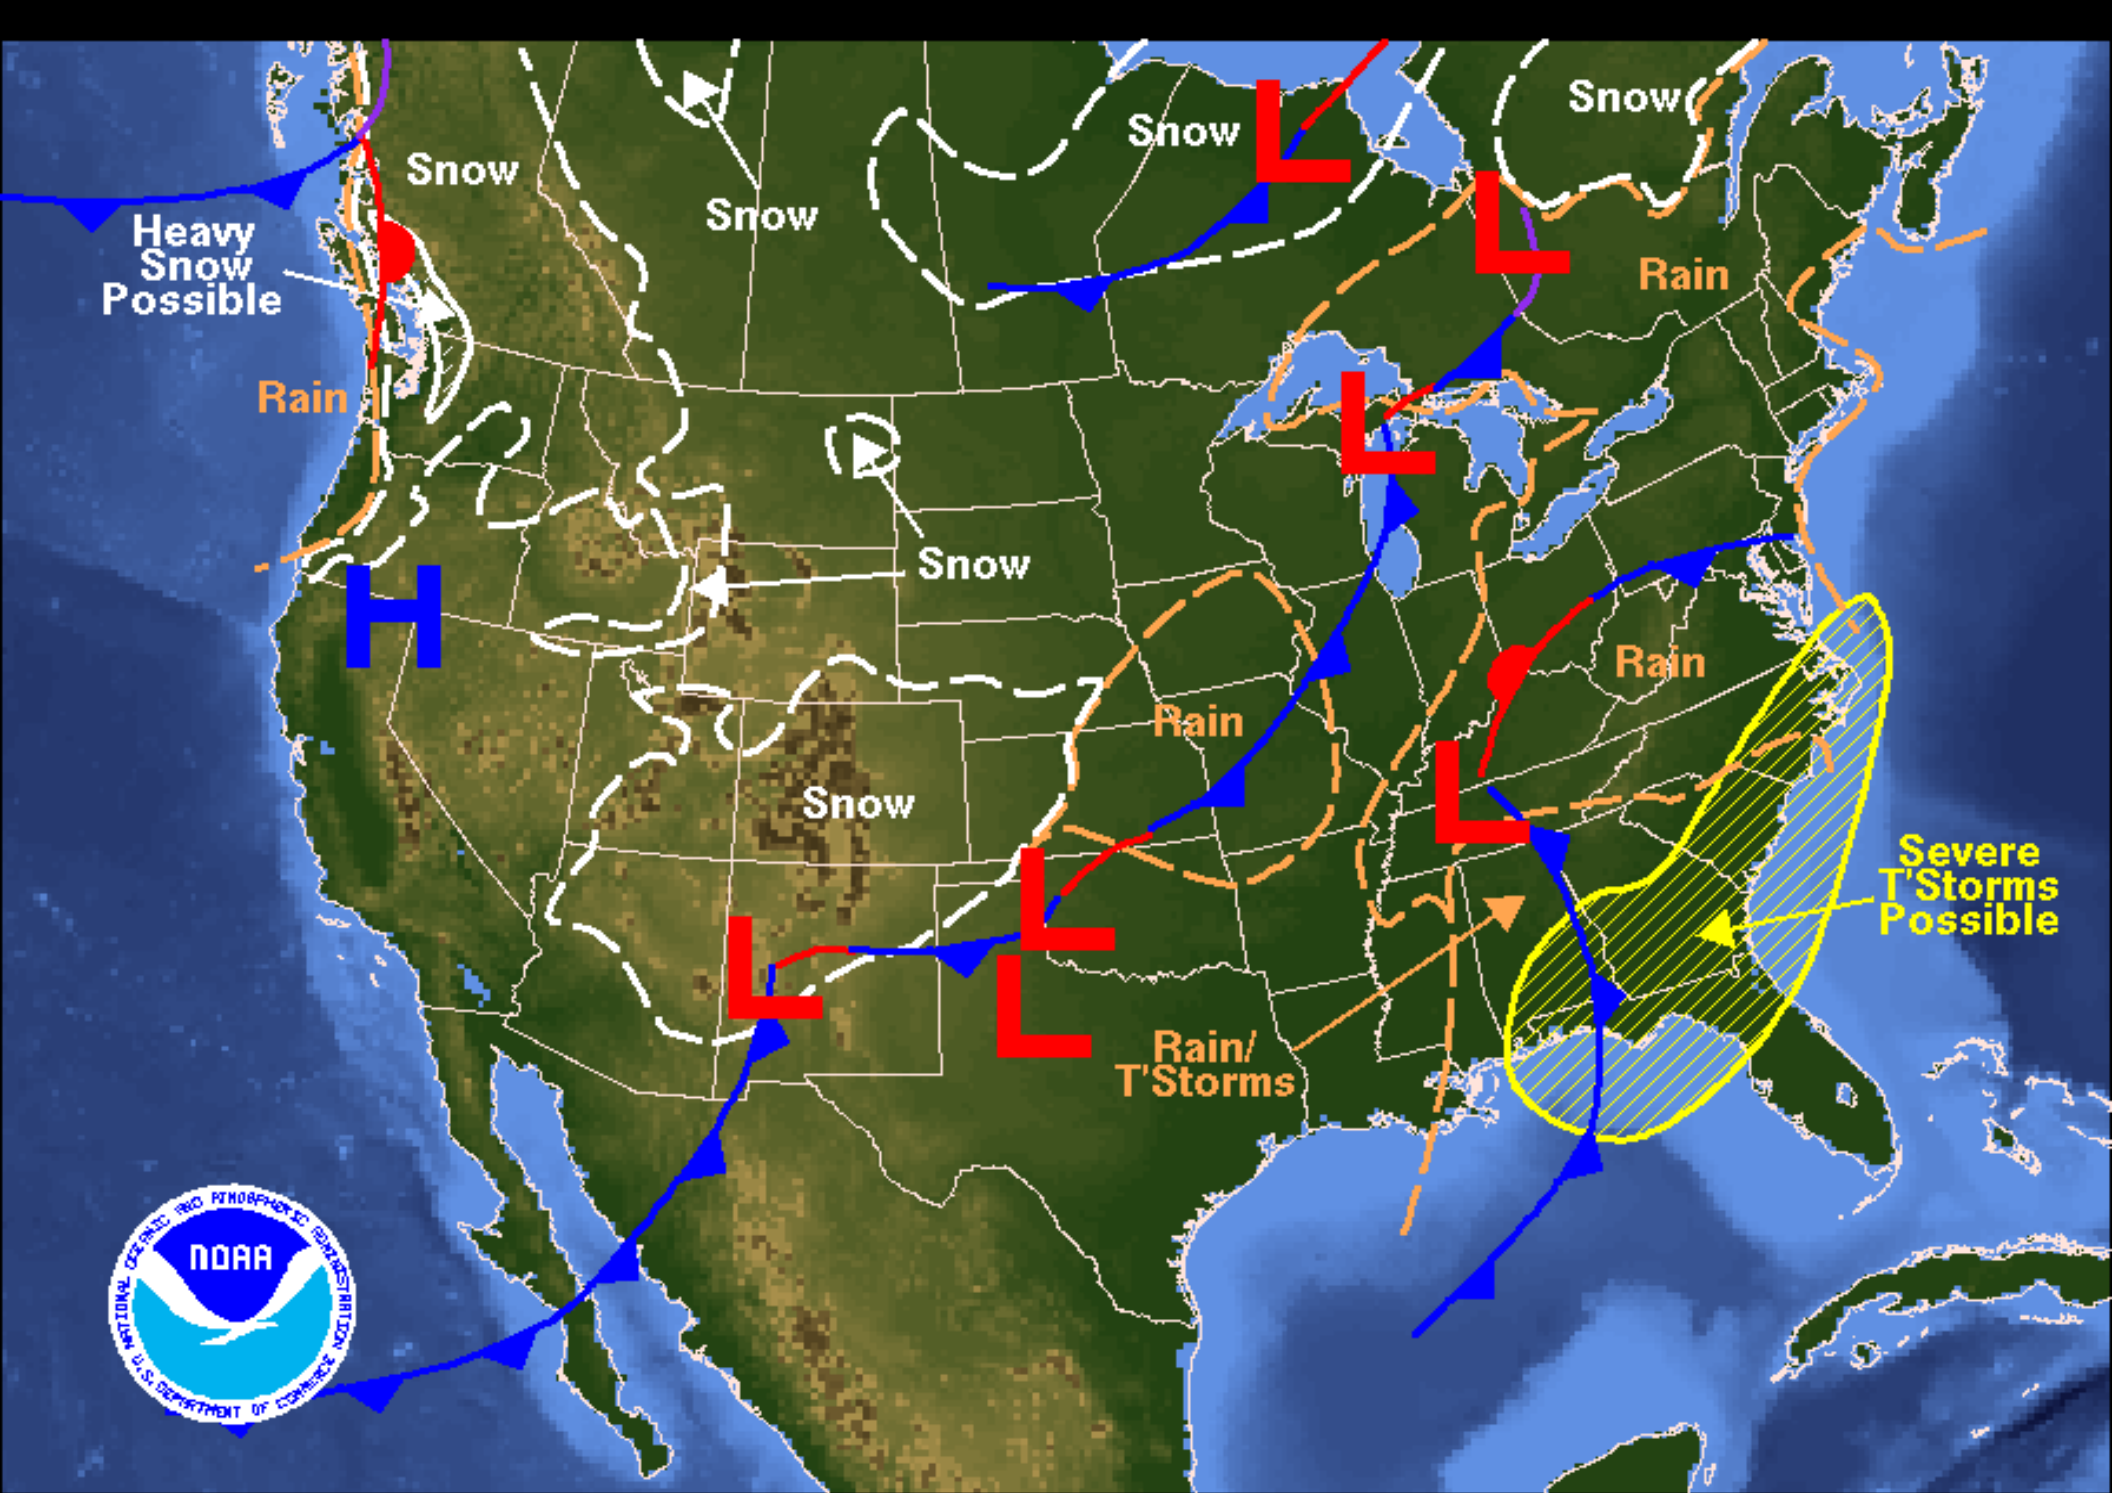 Snow
Snow
L
Snow
Heavy
Snow
Possible
Snow
L
Rain
Rain
L
Snow
H
Rain
Rain
Snow
L
L
Severe
T'Storms
Possible
L
L
Rain/
T'Storms
NOAA
NATIONAL OCEANIC AND ATMOSPHERIC ADMINISTRATION
U.S. DEPARTMENT OF COMMERCE